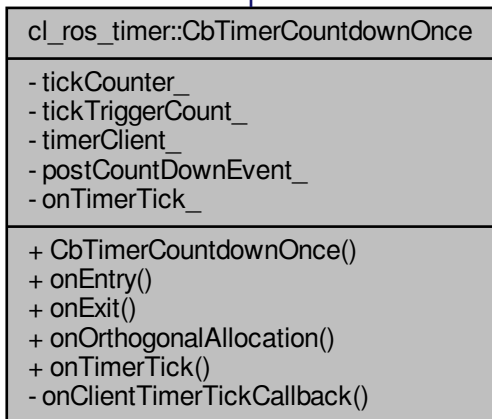 cl_ros_timer::CbTimerCountdownOnce
- tickCounter_
- tickTriggerCount_
- timerClient_
- postCountDownEvent_
- onTimerTick_
+ CbTimerCountdownOnce()
+ onEntry()
+ onExit()
+ onOrthogonalAllocation()
+ onTimerTick()
- onClientTimerTickCallback()